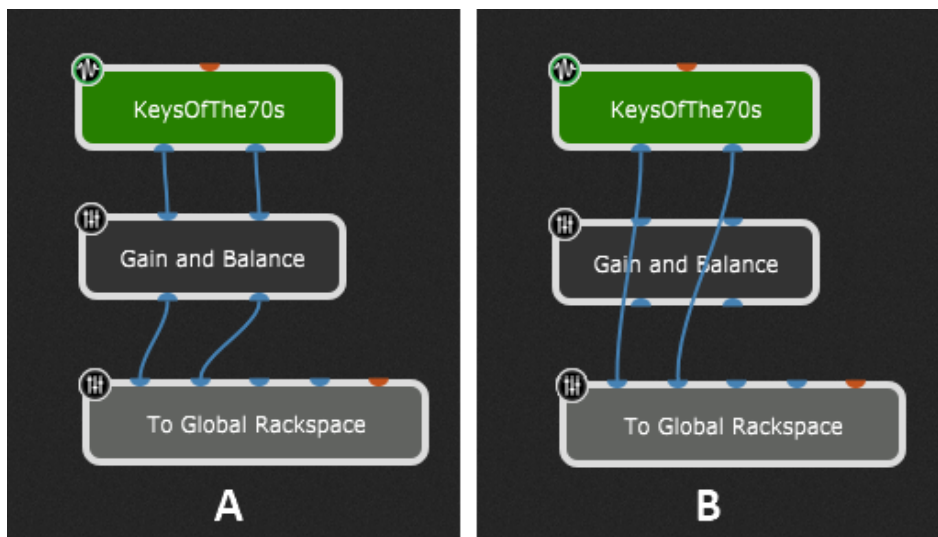 KeysOfThe70s
Gain and Balance
To Global Rackspace
A
KeysOfThe70s
Gain and Balance
To Global Rackspace
B